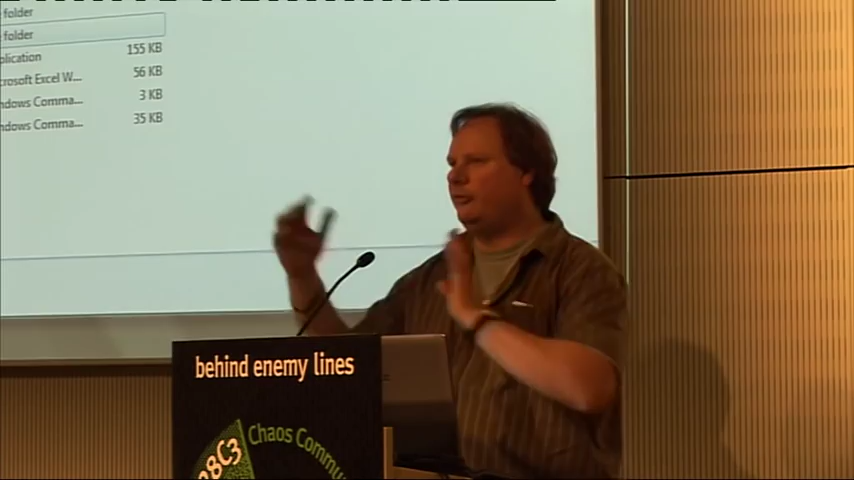 folder
folder
plication 155 KB
crosoft Excel W... 56 KB
ndows Comma... 3 KB
ndows Comma... 35 KB
behind enemy lines
Chaos Commu
28C3